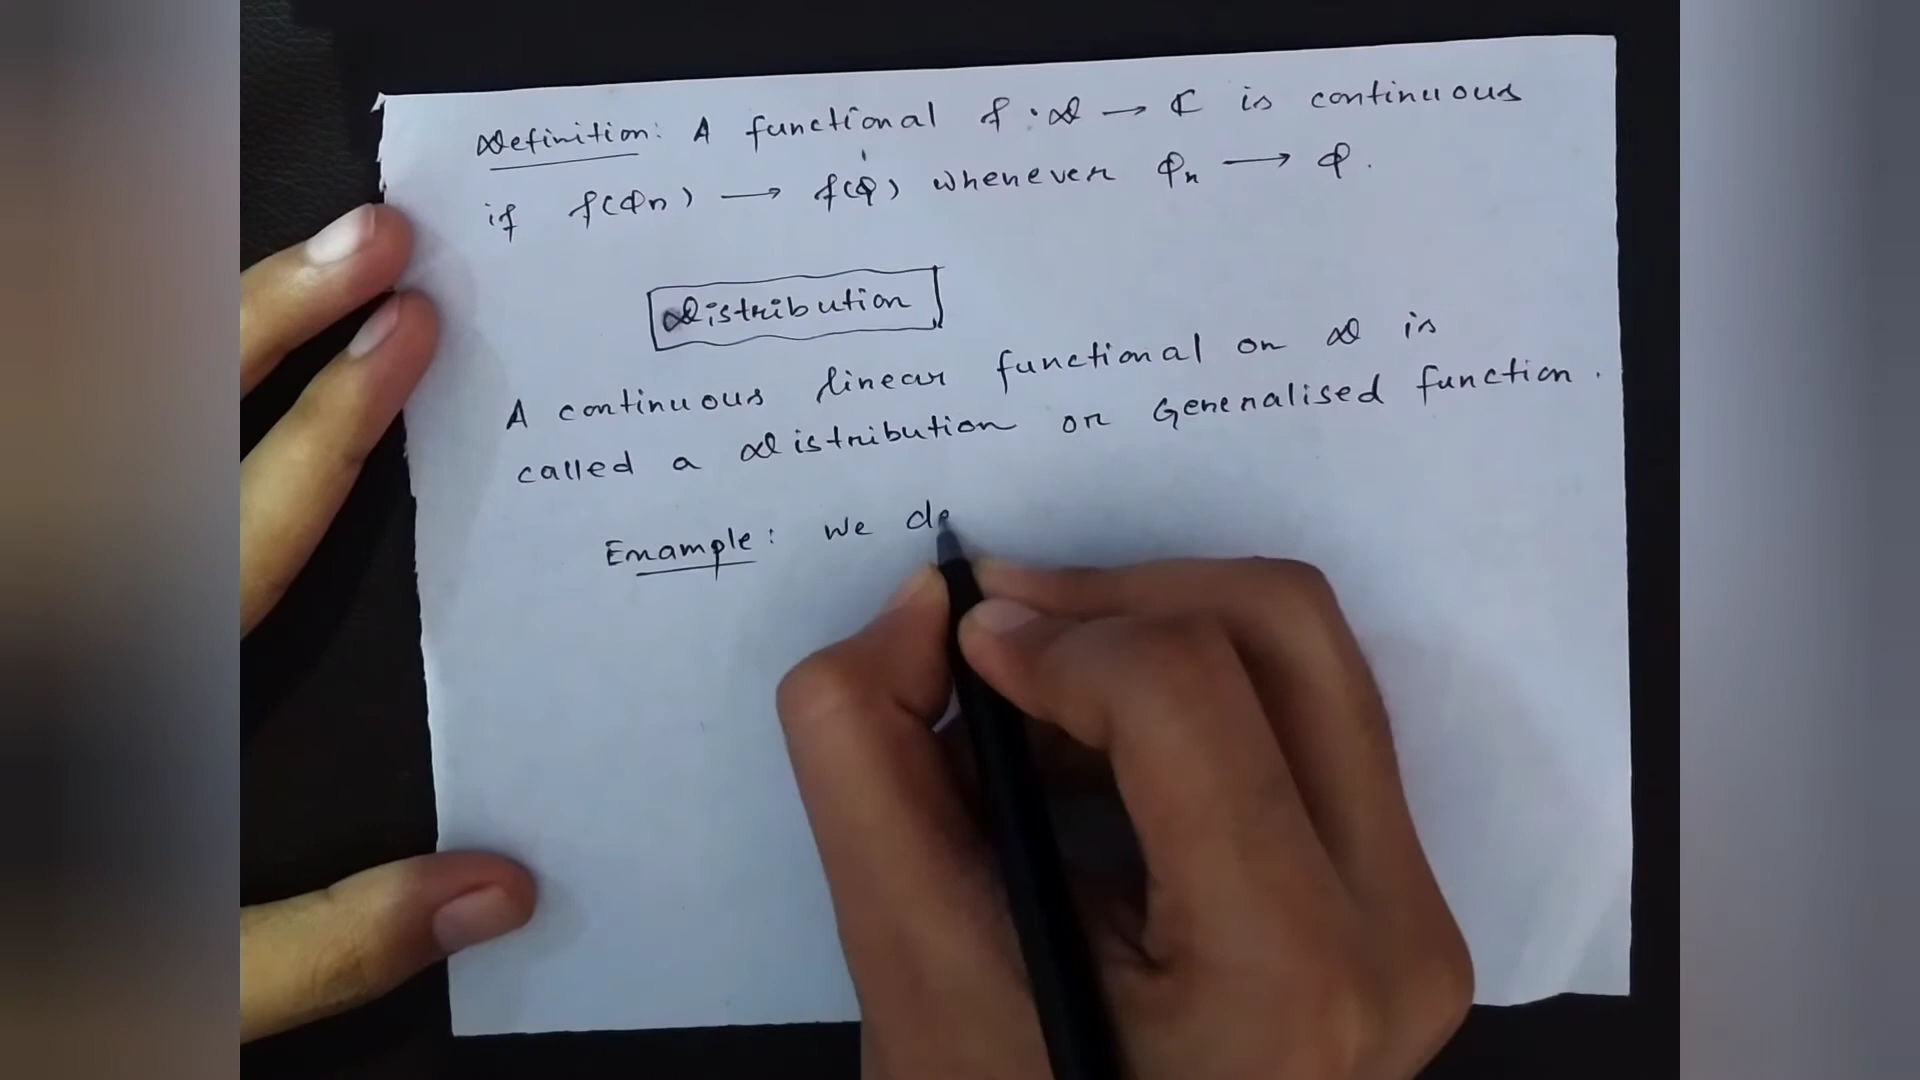 Definition: A functional f : 𝒟 → ℂ is continuous
if f(φn) → f(φ) whenever φn → φ.
Distribution
A continuous linear functional on 𝒟 is
called a Distribution or Generalised function.
Example: We de